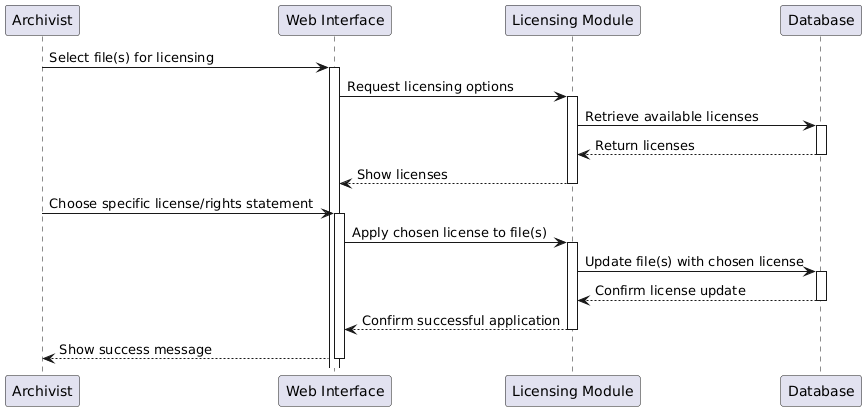 Archivist
Web Interface
Licensing Module
Database
Select file(s) for licensing
Request licensing options
Retrieve available licenses
Return licenses
Show licenses
Choose specific license/rights statement
Apply chosen license to file(s)
Update file(s) with chosen license
Confirm license update
Confirm successful application
Show success message
Archivist
Web Interface
Licensing Module
Database